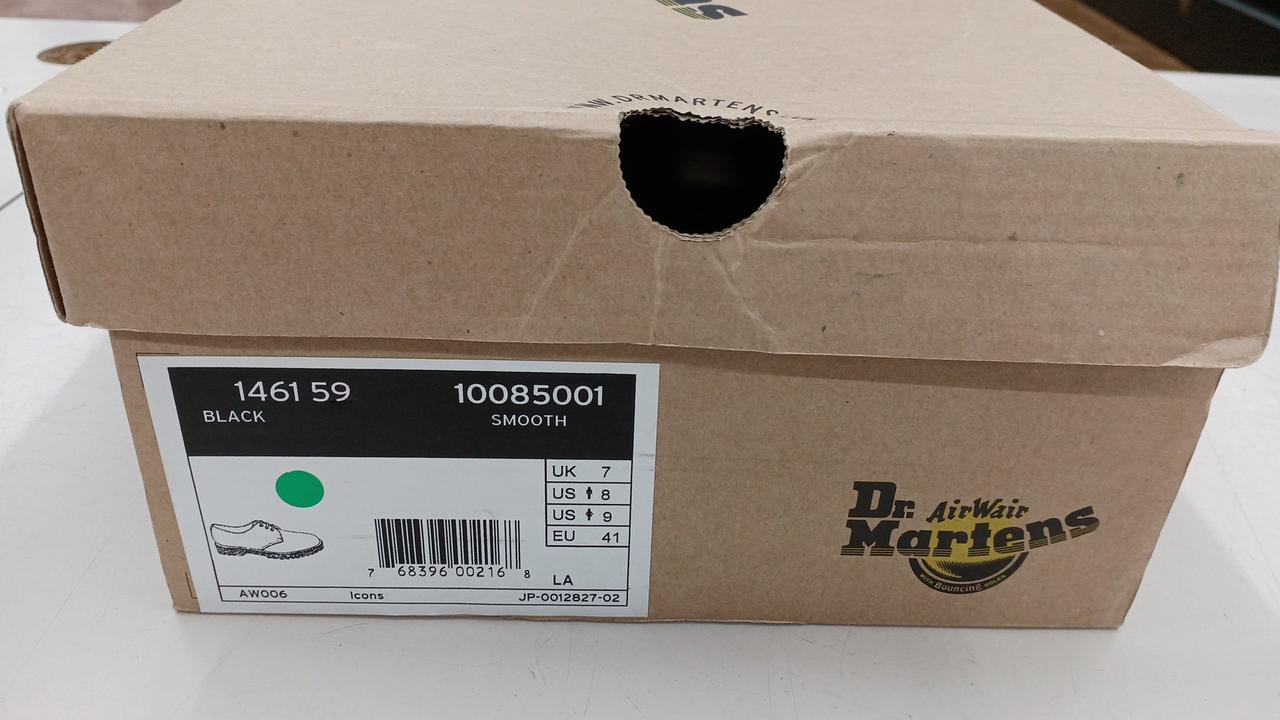 DRMARTENS
1461 59 10085001
BLACK SMOOTH
UK 7
US 8
US 9
EU 41
7 68396 00216 8
LA
AW006 Icons JP-0012827-02
Dr. AirWair
Martens
WITH Bouncing SOLES